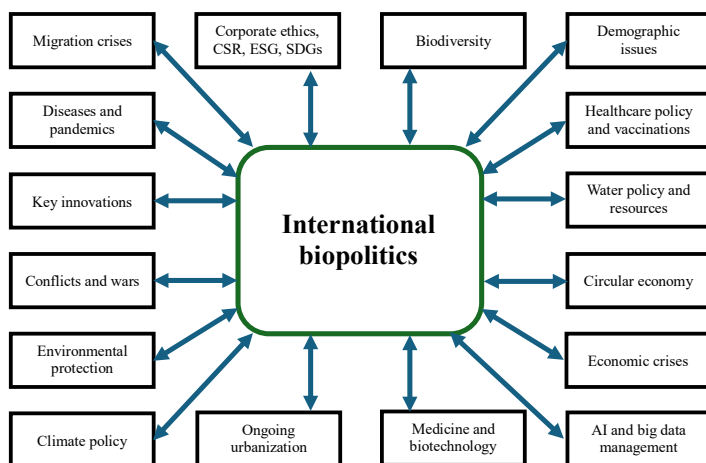 Migration crises
Corporate ethics,
CSR, ESG, SDGs
Biodiversity
Demographic
issues
Diseases and
pandemics
Healthcare policy
and vaccinations
Key innovations
Water policy and
resources
International
biopolitics
Conflicts and wars
Circular economy
Environmental
protection
Economic crises
Climate policy
Ongoing
urbanization
Medicine and
biotechnology
AI and big data
management